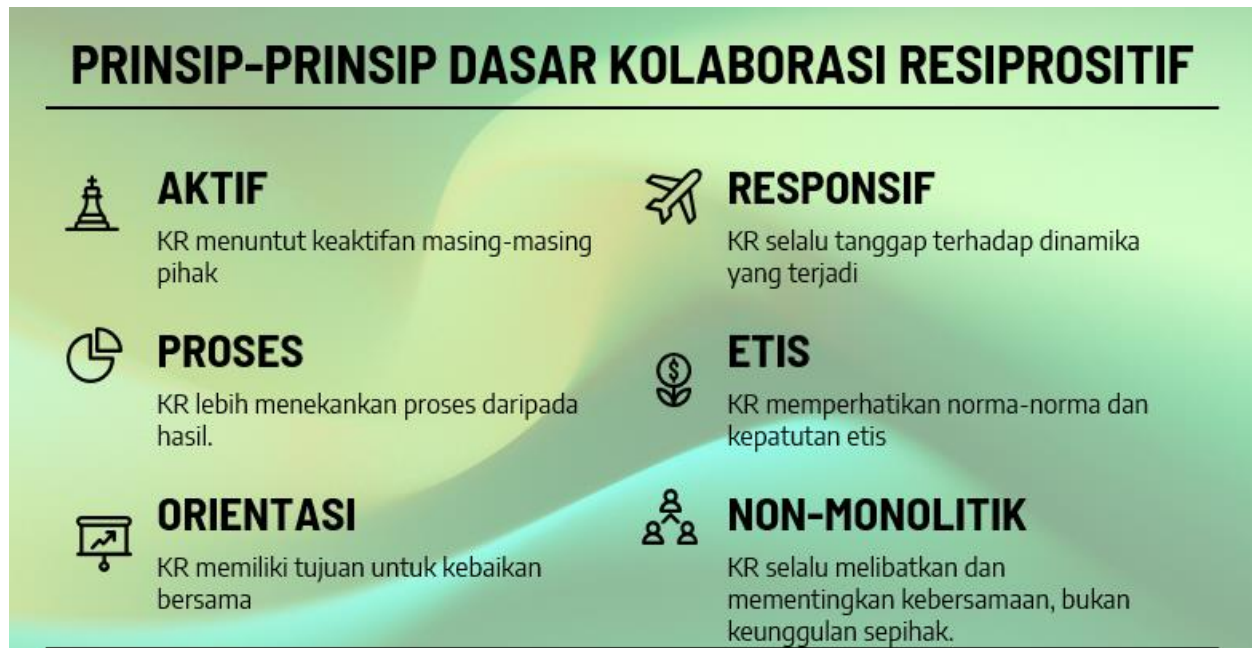 PRINSIP-PRINSIP DASAR KOLABORASI RESIPROSITIF
AKTIF
KR menuntut keaktifan masing-masing
pihak
PROSES
KR lebih menekankan proses daripada
hasil.
ORIENTASI
KR memiliki tujuan untuk kebaikan
bersama
RESPONSIF
KR selalu tanggap terhadap dinamika
yang terjadi
ETIS
KR memperhatikan norma-norma dan
kepatutan etis
NON-MONOLITIK
KR selalu melibatkan dan
mementingkan kebersamaan, bukan
keunggulan sepihak.